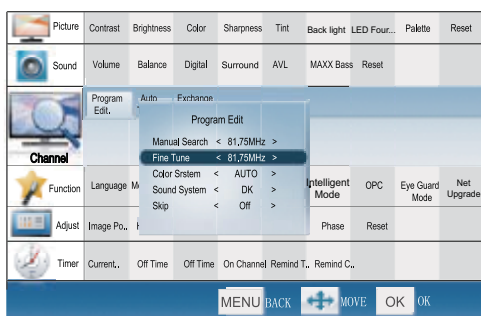 Picture Contrast Brightness Color Sharpness Tint Back light LED Four... Palette Reset
Sound Volume Balance Digital Surround AVL MAXX Bass Reset
Channel Program Edit. Auto Exchange
Program Edit
Manual Search < 81,75MHz >
Fine Tune < 81,75MHz >
Color Srstem < AUTO >
Sound System < DK >
Skip < Off >
Function Language Intelligent Mode OPC Eye Guard Mode Net Upgrade
Adjust Image Po.. Phase Reset
Timer Current.. Off Time Off Time On Channel Remind T.. Remind C..
MENU BACK MOVE OK OK